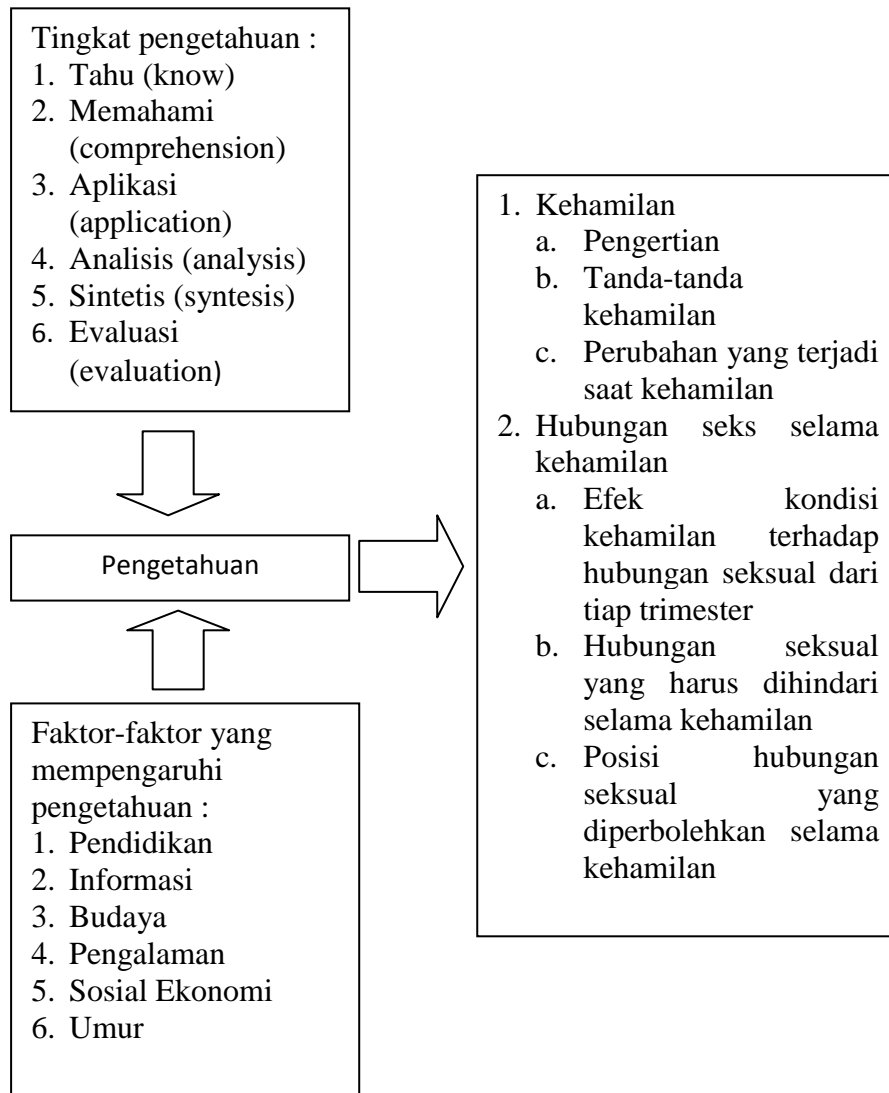 Tingkat pengetahuan :
1. Tahu (know)
2. Memahami
(comprehension)
3. Aplikasi
(application)
4. Analisis (analysis)
5. Sintetis (syntesis)
6. Evaluasi
(evaluation)
Pengetahuan
Faktor-faktor yang
mempengaruhi
pengetahuan :
1. Pendidikan
2. Informasi
3. Budaya
4. Pengalaman
5. Sosial Ekonomi
6. Umur
1. Kehamilan
a. Pengertian
b. Tanda-tanda
kehamilan
c. Perubahan yang terjadi
saat kehamilan
2. Hubungan seks selama
kehamilan
a. Efek kondisi
kehamilan terhadap
hubungan seksual dari
tiap trimester
b. Hubungan seksual
yang harus dihindari
selama kehamilan
c. Posisi hubungan
seksual yang
diperbolehkan selama
kehamilan